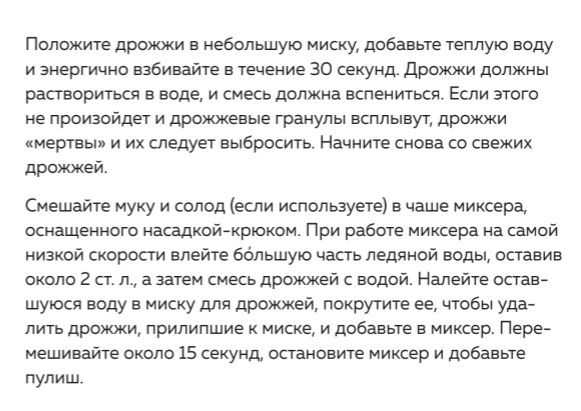 Положите дрожжи в небольшую миску, добавьте теплую воду
и энергично взбивайте в течение 30 секунд. Дрожжи должны
раствориться в воде, и смесь должна вспениться. Если этого
не произойдет и дрожжевые гранулы всплывут, дрожжи
«мертвы» и их следует выбросить. Начните снова со свежих
дрожжей.
Смешайте муку и солод (если используете) в чаше миксера,
оснащенного насадкой-крюком. При работе миксера на самой
низкой скорости влейте бо́льшую часть ледяной воды, оставив
около 2 ст. л., а затем смесь дрожжей с водой. Налейте остав-
шуюся воду в миску для дрожжей, покрутите ее, чтобы уда-
лить дрожжи, прилипшие к миске, и добавьте в миксер. Пере-
мешивайте около 15 секунд, остановите миксер и добавьте
пулиш.